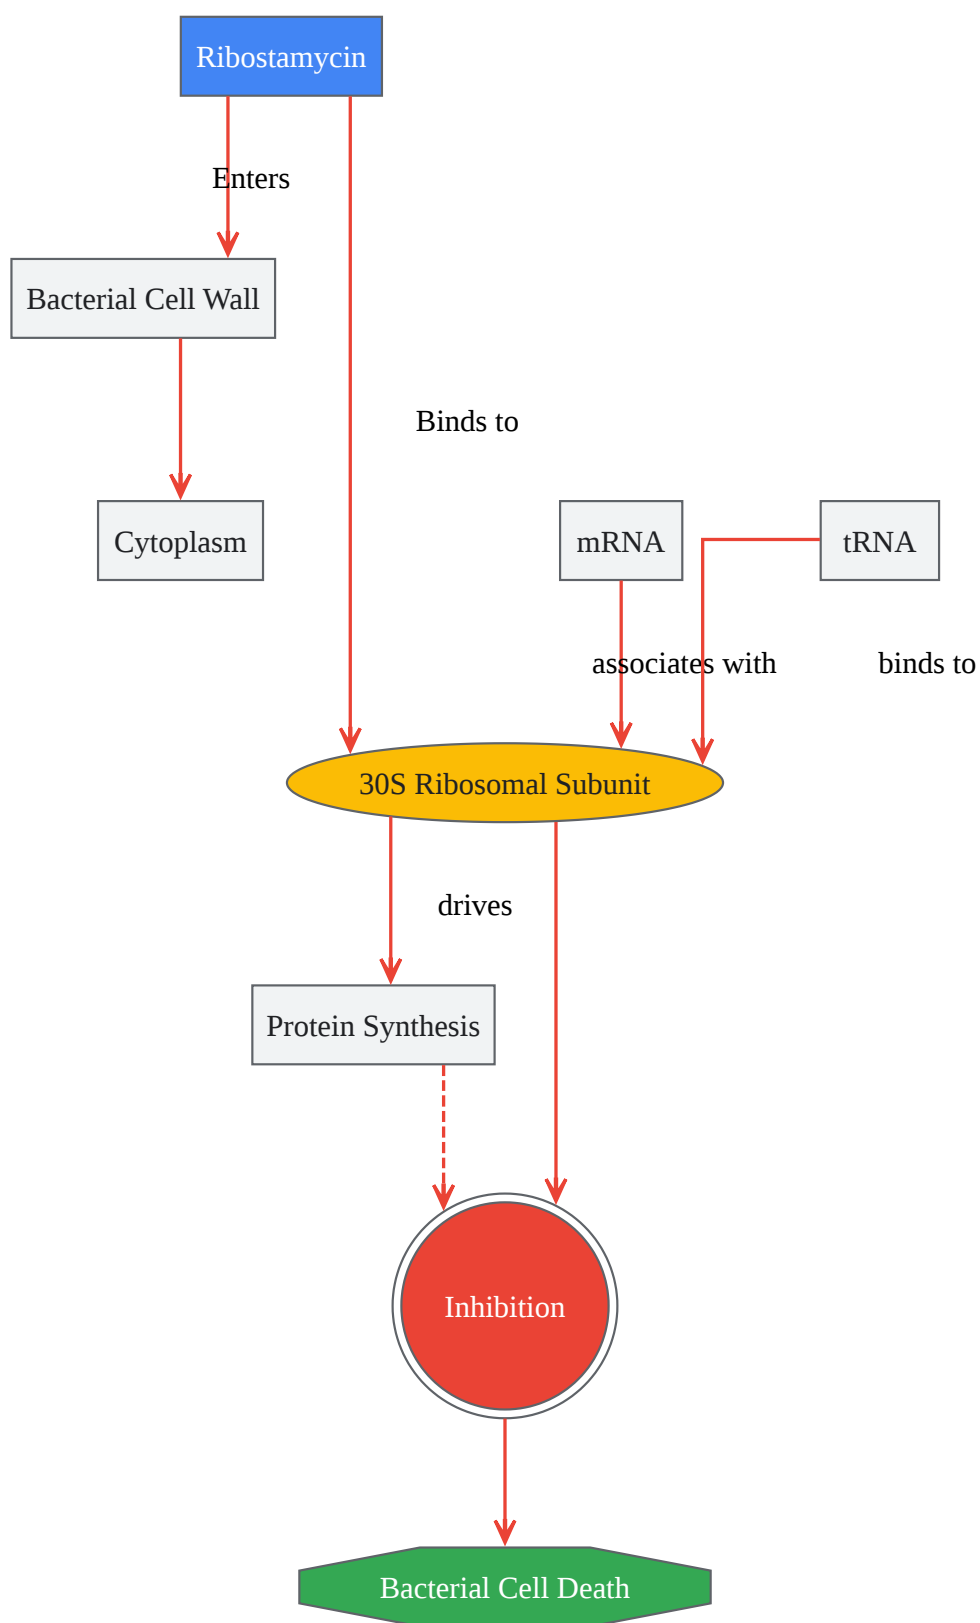 Ribostamycin
Enters
Bacterial Cell Wall
Binds to
Cytoplasm
mRNA
tRNA
associates with
binds to
30S Ribosomal Subunit
drives
Protein Synthesis
Inhibition
Bacterial Cell Death